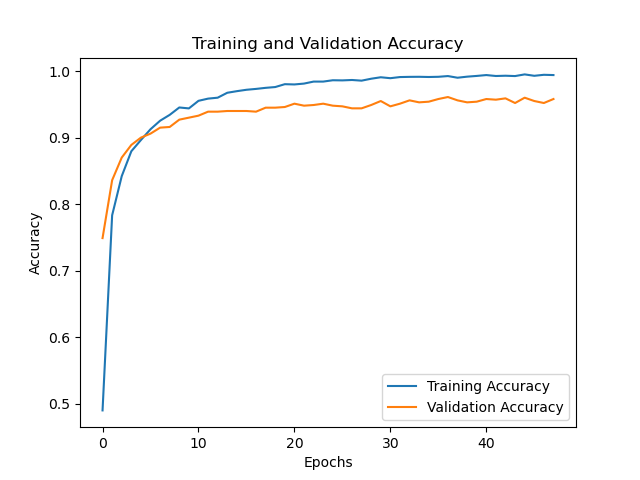 Training and Validation Accuracy
1.0
0.9
0.8
0.7
0.6
0.5
Accuracy
Training Accuracy
Validation Accuracy
0 10 20 30 40
Epochs